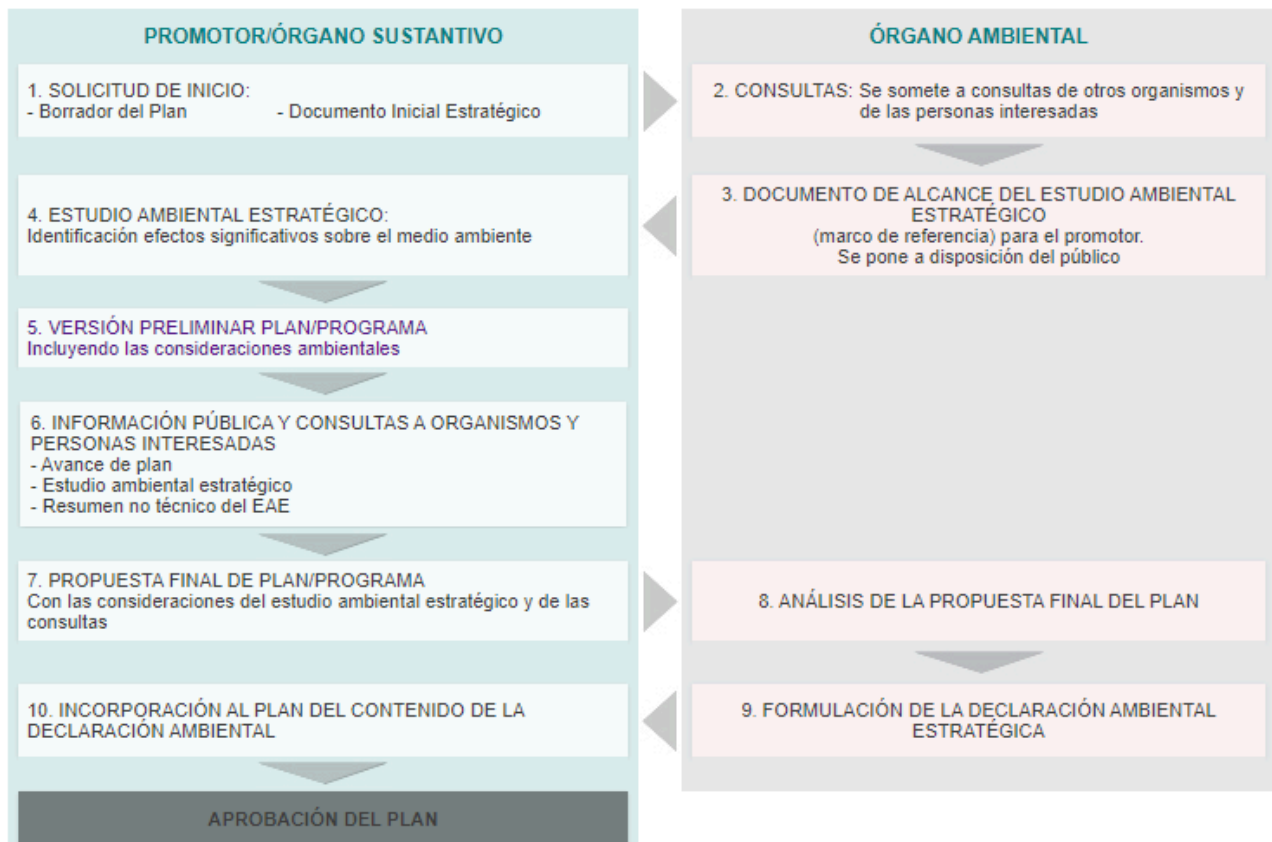 PROMOTOR/ÓRGANO SUSTANTIVO
ÓRGANO AMBIENTAL
1. SOLICITUD DE INICIO:
- Borrador del Plan - Documento Inicial Estratégico
2. CONSULTAS: Se somete a consultas de otros organismos y
de las personas interesadas
3. DOCUMENTO DE ALCANCE DEL ESTUDIO AMBIENTAL
ESTRATÉGICO
(marco de referencia) para el promotor.
Se pone a disposición del público
4. ESTUDIO AMBIENTAL ESTRATÉGICO:
Identificación efectos significativos sobre el medio ambiente
5. VERSIÓN PRELIMINAR PLAN/PROGRAMA
Incluyendo las consideraciones ambientales
6. INFORMACIÓN PÚBLICA Y CONSULTAS A ORGANISMOS Y
PERSONAS INTERESADAS
- Avance de plan
- Estudio ambiental estratégico
- Resumen no técnico del EAE
7. PROPUESTA FINAL DE PLAN/PROGRAMA
Con las consideraciones del estudio ambiental estratégico y de las
consultas
8. ANÁLISIS DE LA PROPUESTA FINAL DEL PLAN
9. FORMULACIÓN DE LA DECLARACIÓN AMBIENTAL
ESTRATÉGICA
10. INCORPORACIÓN AL PLAN DEL CONTENIDO DE LA
DECLARACIÓN AMBIENTAL
APROBACIÓN DEL PLAN